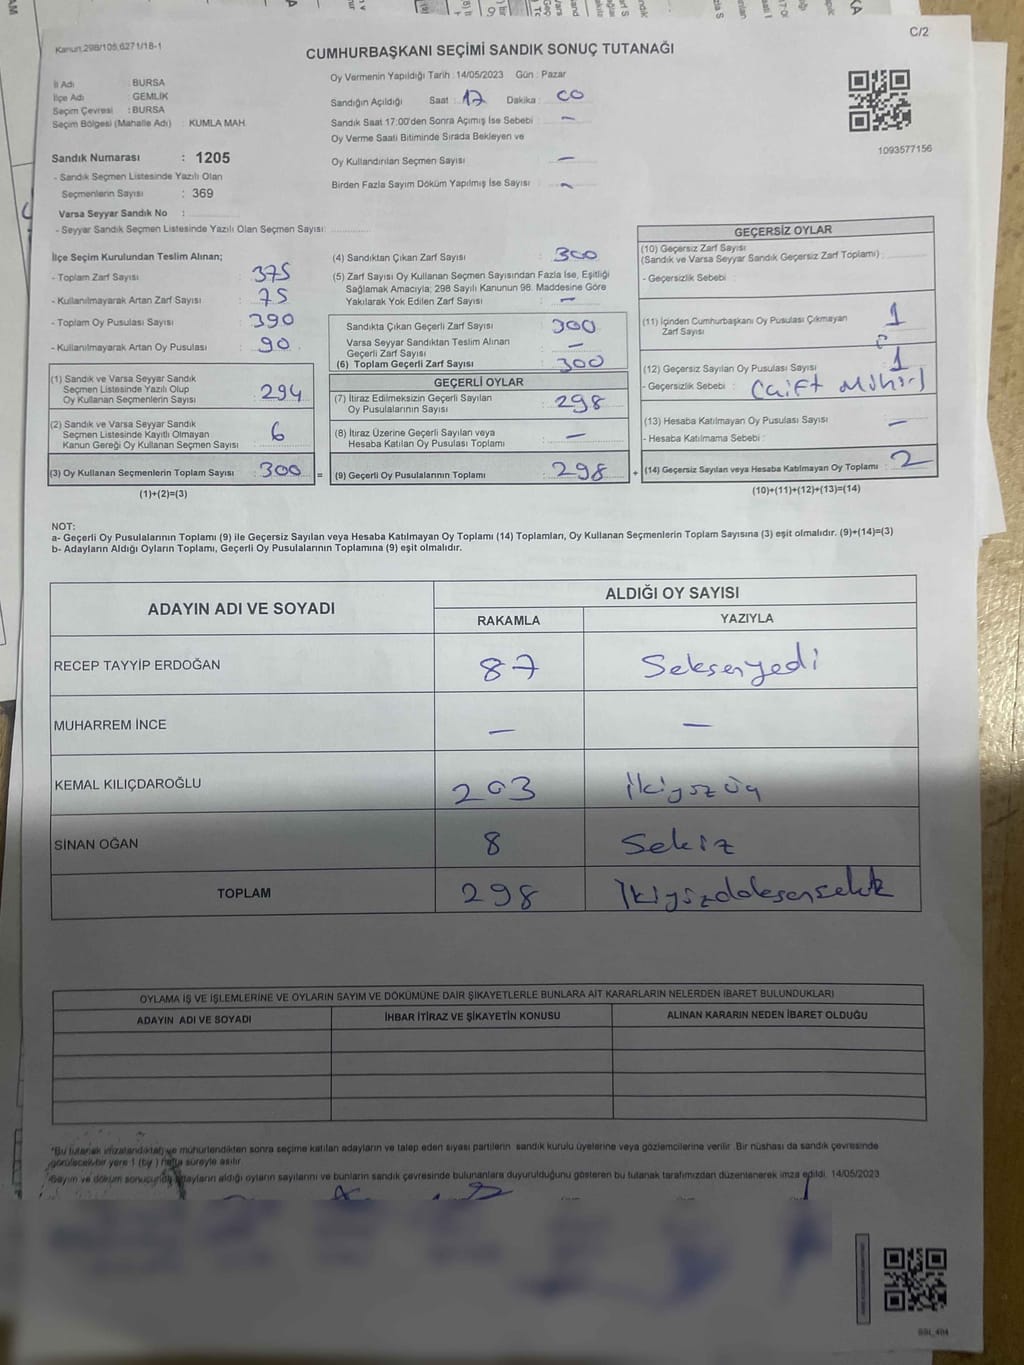 Kanun 298/105,6271/18-1
CUMHURBAŞKANI SEÇİMİ SANDIK SONUÇ TUTANAĞI
C/2
İl Adı : BURSA
İlçe Adı : GEMLİK
Seçim Çevresi : BURSA
Seçim Bölgesi (Mahalle Adı) : KUMLA MAH.
Sandık Numarası : 1205
- Sandık Seçmen Listesinde Yazılı Olan
Seçmenlerin Sayısı : 369
Varsa Seyyar Sandık No :
- Seyyar Sandık Seçmen Listesinde Yazılı Olan Seçmen Sayısı:
Oy Vermenin Yapıldığı Tarih : 14/05/2023 Gün : Pazar
Sandığın Açıldığı Saat : 17 Dakika : 00
Sandık Saat 17:00'den Sonra Açılmış İse Sebebi : -
Oy Verme Saati Bitiminde Sırada Bekleyen ve
Oy Kullandırılan Seçmen Sayısı -
Birden Fazla Sayım Döküm Yapılmış İse Sayısı : -
1093577156
İlçe Seçim Kurulundan Teslim Alınan;
- Toplam Zarf Sayısı : 375
- Kullanılmayarak Artan Zarf Sayısı : 75
- Toplam Oy Pusulası Sayısı : 390
- Kullanılmayarak Artan Oy Pusulası : 90
(1) Sandık ve Varsa Seyyar Sandık
Seçmen Listesinde Yazılı Olup
Oy Kullanan Seçmenlerin Sayısı : 294
(2) Sandık ve Varsa Seyyar Sandık
Seçmen Listesinde Kayıtlı Olmayan
Kanun Gereği Oy Kullanan Seçmen Sayısı : 6
(3) Oy Kullanan Seçmenlerin Toplam Sayısı : 300 =
(1)+(2)=(3)
(4) Sandıktan Çıkan Zarf Sayısı : 300
(5) Zarf Sayısı Oy Kullanan Seçmen Sayısından Fazla İse, Eşitliği
Sağlamak Amacıyla; 298 Sayılı Kanunun 98. Maddesine Göre
Yakılarak Yok Edilen Zarf Sayısı : -
Sandıkta Çıkan Geçerli Zarf Sayısı : 300
Varsa Seyyar Sandıktan Teslim Alınan
Geçerli Zarf Sayısı : -
(6) Toplam Geçerli Zarf Sayısı : 300
GEÇERLİ OYLAR
(7) İtiraz Edilmeksizin Geçerli Sayılan
Oy Pusulalarının Sayısı : 298
(8) İtiraz Üzerine Geçerli Sayılan veya
Hesaba Katılan Oy Pusulası Toplamı : -
(9) Geçerli Oy Pusulalarının Toplamı : 298 +
GEÇERSİZ OYLAR
(10) Geçersiz Zarf Sayısı
(Sandık ve Varsa Seyyar Sandık Geçersiz Zarf Toplamı) :
- Geçersizlik Sebebi :
(11) İçinden Cumhurbaşkanı Oy Pusulası Çıkmayan
Zarf Sayısı : 1
(12) Geçersiz Sayılan Oy Pusulası Sayısı : 1
- Geçersizlik Sebebi : Çift Mühür
(13) Hesaba Katılmayan Oy Pusulası Sayısı : -
- Hesaba Katılmama Sebebi :
(14) Geçersiz Sayılan veya Hesaba Katılmayan Oy Toplamı : 2
(10)+(11)+(12)+(13)=(14)
NOT:
a- Geçerli Oy Pusulalarının Toplamı (9) ile Geçersiz Sayılan veya Hesaba Katılmayan Oy Toplamı (14) Toplamları, Oy Kullanan Seçmenlerin Toplam Sayısına (3) eşit olmalıdır. (9)+(14)=(3)
b- Adayların Aldığı Oyların Toplamı, Geçerli Oy Pusulalarının Toplamına (9) eşit olmalıdır.
ADAYIN ADI VE SOYADI
ALDIĞI OY SAYISI
RAKAMLA YAZIYLA
RECEP TAYYİP ERDOĞAN 87 Seksenyedi
MUHARREM İNCE - -
KEMAL KILIÇDAROĞLU 203 İkiyüzüç
SİNAN OĞAN 8 Sekiz
TOPLAM 298 İkiyüzdoksansekiz
OYLAMA İŞ VE İŞLEMLERİNE VE OYLARIN SAYIM VE DÖKÜMÜNE DAİR ŞİKAYETLERLE BUNLARA AİT KARARLARIN NELERDEN İBARET BULUNDUKLARI
ADAYIN ADI VE SOYADI İHBAR İTİRAZ VE ŞİKAYETİN KONUSU ALINAN KARARIN NEDEN İBARET OLDUĞU
*Bu tutanak imzalandıktan ve mühürlendikten sonra seçime katılan adayların ve talep eden siyasi partilerin sandık kurulu üyelerine veya gözlemcilerine verilir. Bir nüshası da sandık çevresinde
görülecek bir yere 1 (bir) hafta süreyle asılır.
-Sayım ve döküm sonucunda adayların aldığı oyların sayılarını ve bunların sandık çevresinde bulunanlara duyurulduğunu gösteren bu tutanak tarafımızdan düzenlenerek imza edildi. 14/05/2023